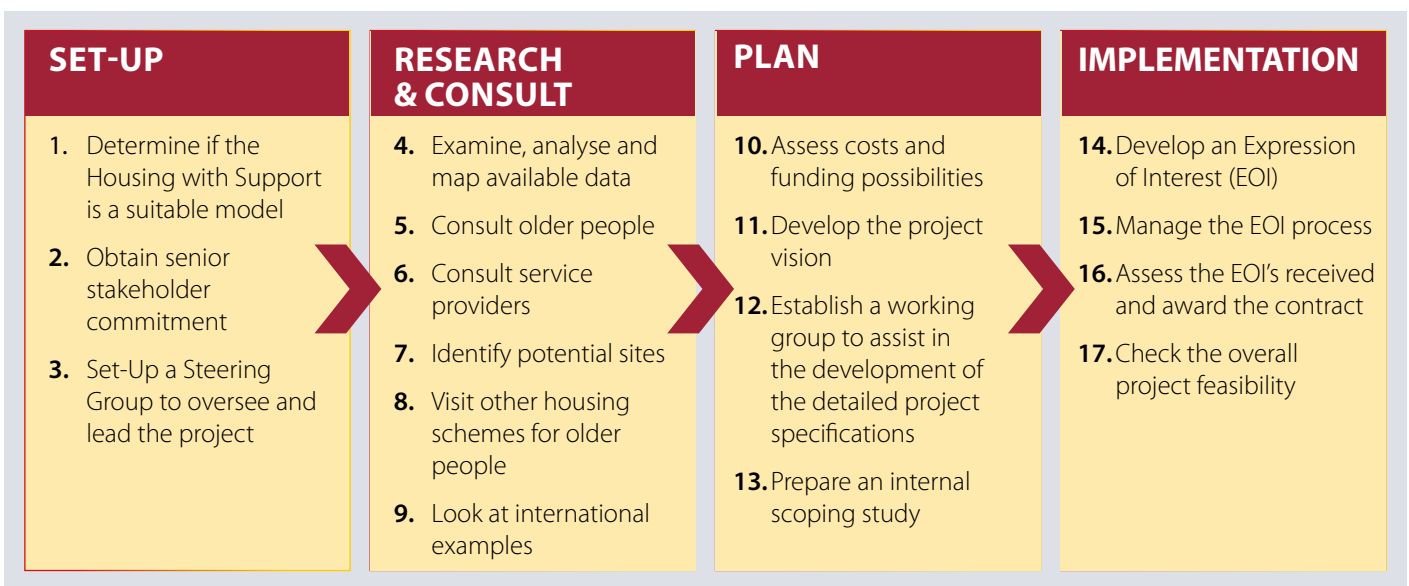 SET-UP
1. Determine if the
Housing with Support
is a suitable model
2. Obtain senior
stakeholder
commitment
3. Set-Up a Steering
Group to oversee and
lead the project
RESEARCH
& CONSULT
4. Examine, analyse and
map available data
5. Consult older people
6. Consult service
providers
7. Identify potential sites
8. Visit other housing
schemes for older
people
9. Look at international
examples
PLAN
10. Assess costs and
funding possibilities
11. Develop the project
vision
12. Establish a working
group to assist in
the development of
the detailed project
specifications
13. Prepare an internal
scoping study
IMPLEMENTATION
14. Develop an Expression
of Interest (EOI)
15. Manage the EOI process
16. Assess the EOI's received
and award the contract
17. Check the overall
project feasibility